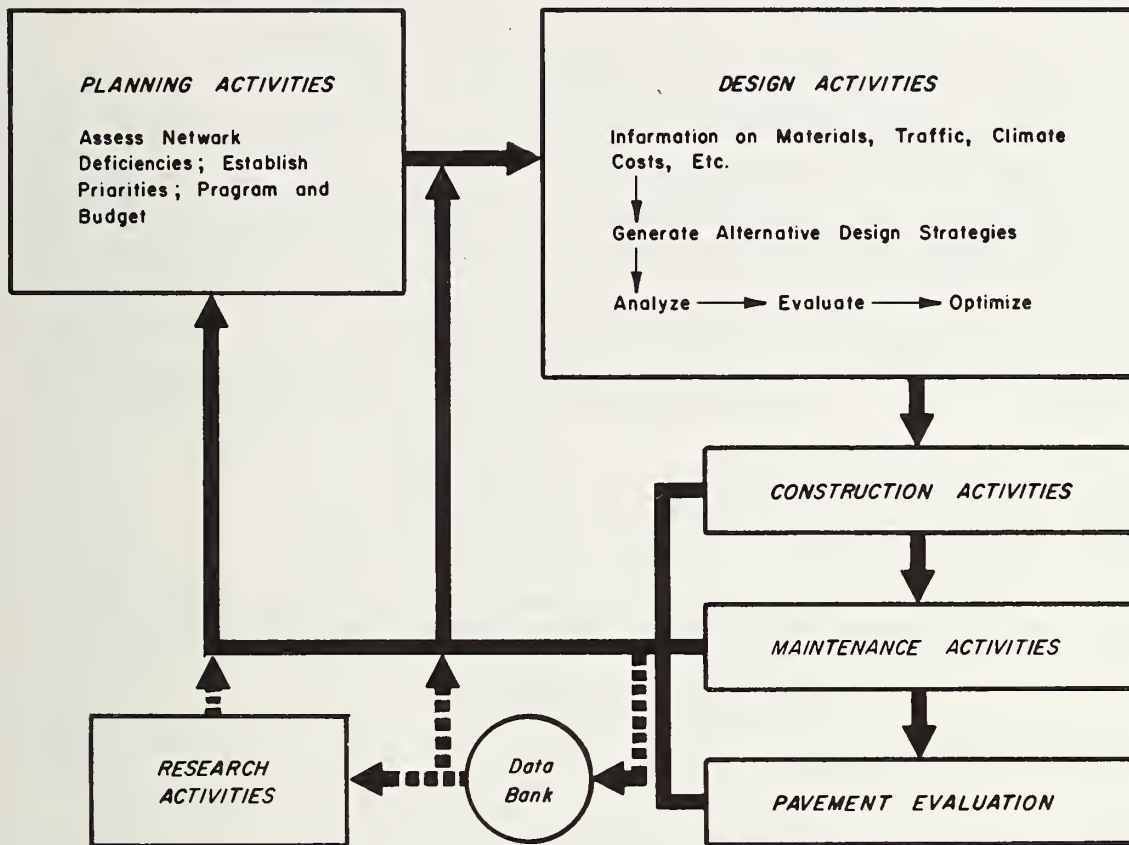 PLANNING ACTIVITIES
Assess Network
Deficiencies; Establish
Priorities; Pragram and
Budget
DESIGN ACTIVITIES
Information on Materials, Traffic, Climate
Costs, Etc.
Generate Alternative Design Strategies
Analyze Evaluate Optimize
CONSTRUCTION ACTIVITIES
MAINTENANCE ACTIVITIES
PAVEMENT EVALUATION
Data
Bank
RESEARCH
ACTIVITIES